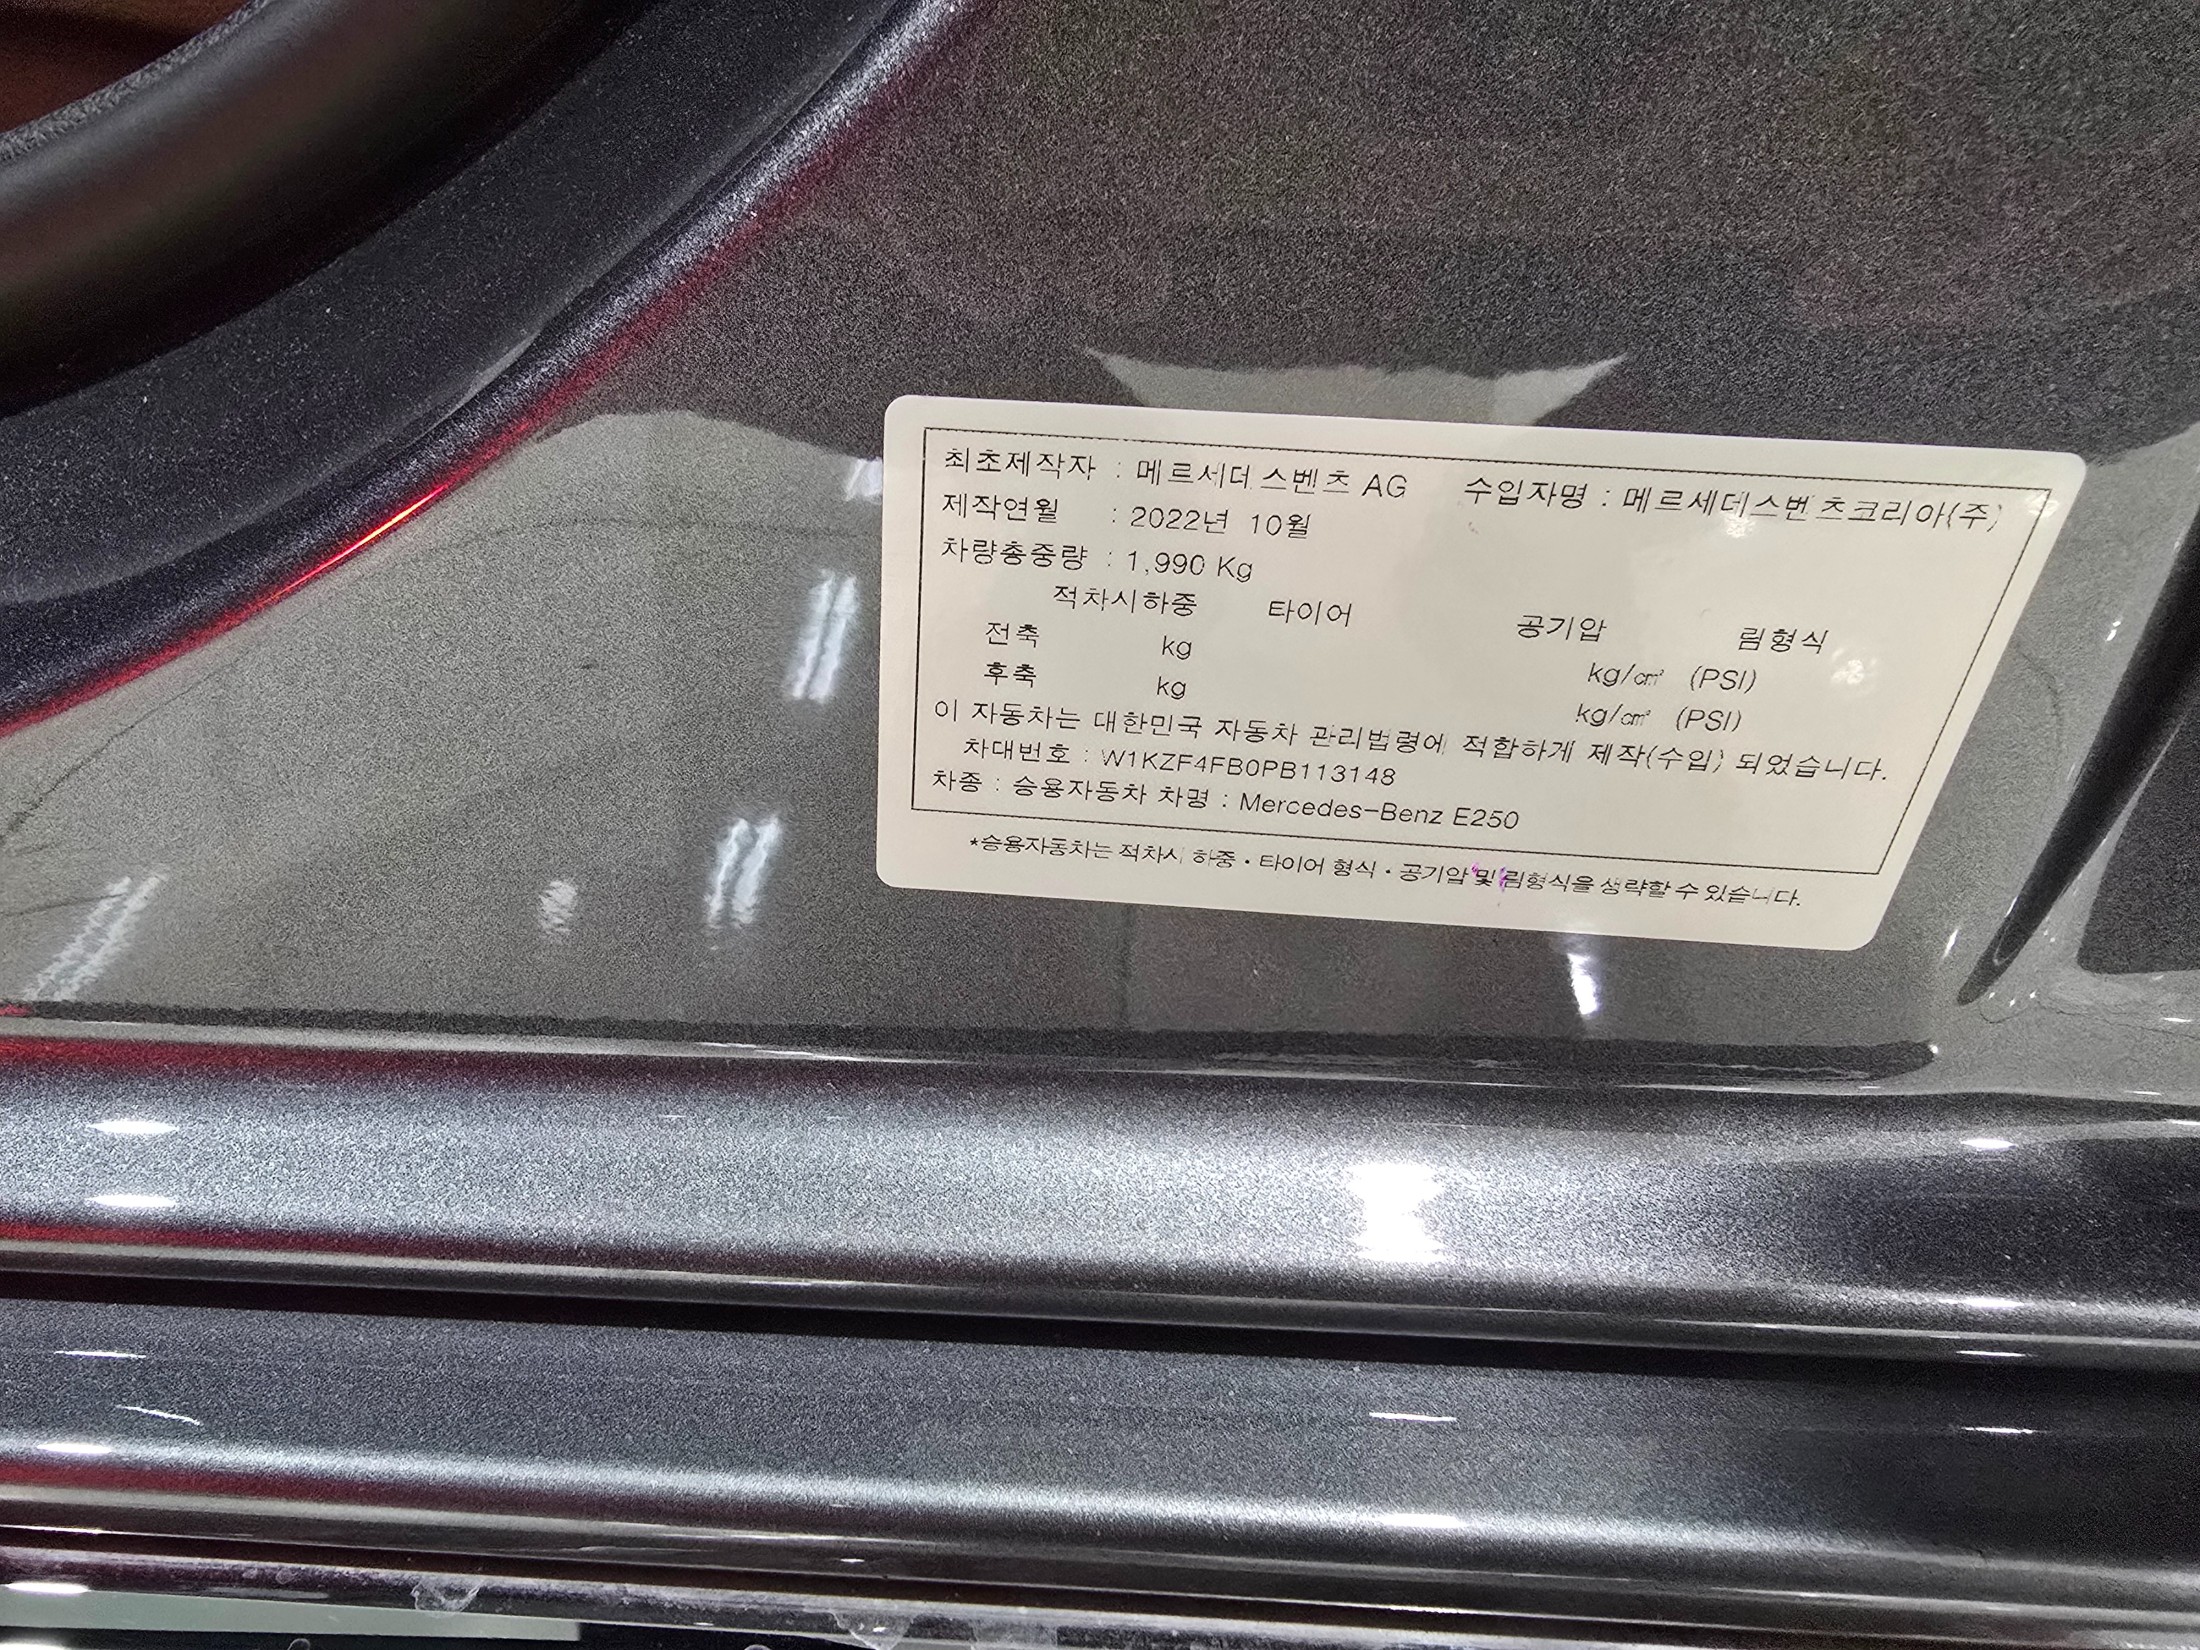 최초제작자 : 메르세데스벤츠 AG 수입자명 : 메르세데스벤츠코리아(주)
제작연월 : 2022년 10월
차량총중량 : 1,990 Kg
적차시하중 타이어 공기압 림형식
전축 kg kg/㎠ (PSI)
후축 kg kg/㎠ (PSI)
이 자동차는 대한민국 자동차 관리법령에 적합하게 제작(수입) 되었습니다.
차대번호 : W1KZF4FB0PB113148
차종 : 승용자동차 차명 : Mercedes-Benz E250
*승용자동차는 적차시 하중·타이어 형식·공기압 및 림형식을 생략할 수 있습니다.